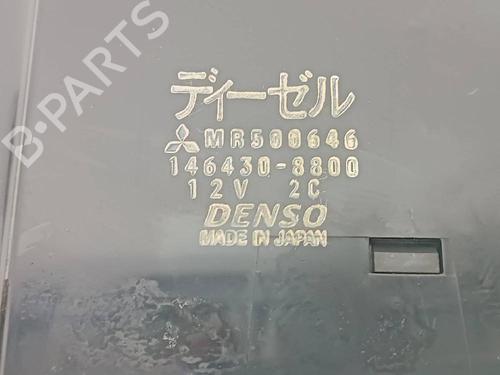 ディーゼル
MR500646
146430-8800
12V 2C
DENSO
MADE IN JAPAN
B-PARTS